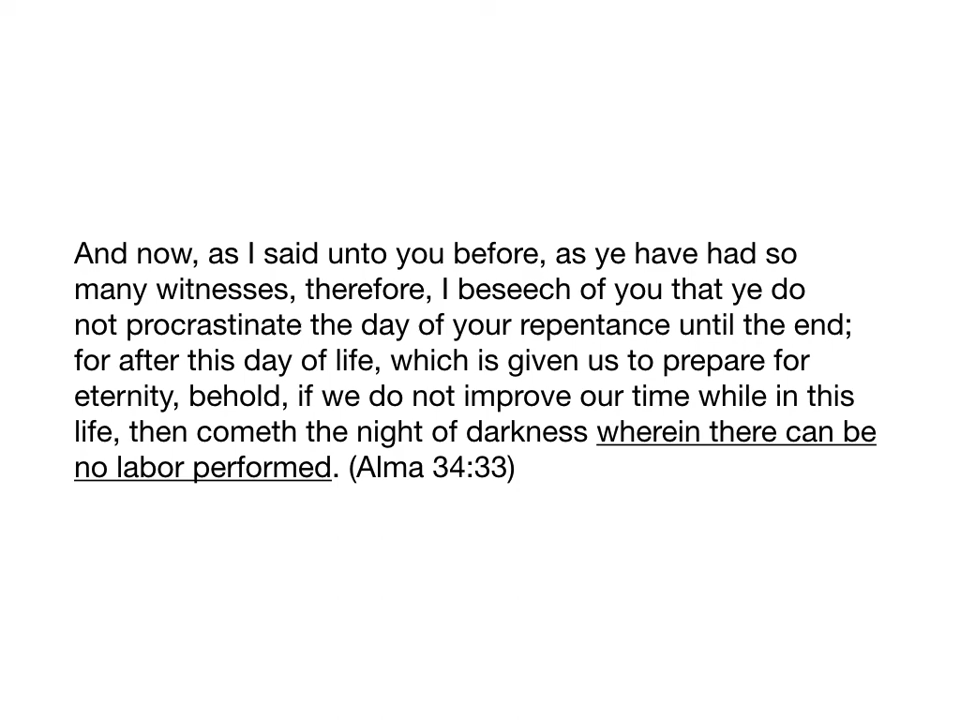 And now, as I said unto you before, as ye have had so
many witnesses, therefore, I beseech of you that ye do
not procrastinate the day of your repentance until the end;
for after this day of life, which is given us to prepare for
eternity, behold, if we do not improve our time while in this
life, then cometh the night of darkness wherein there can be
no labor performed. (Alma 34:33)